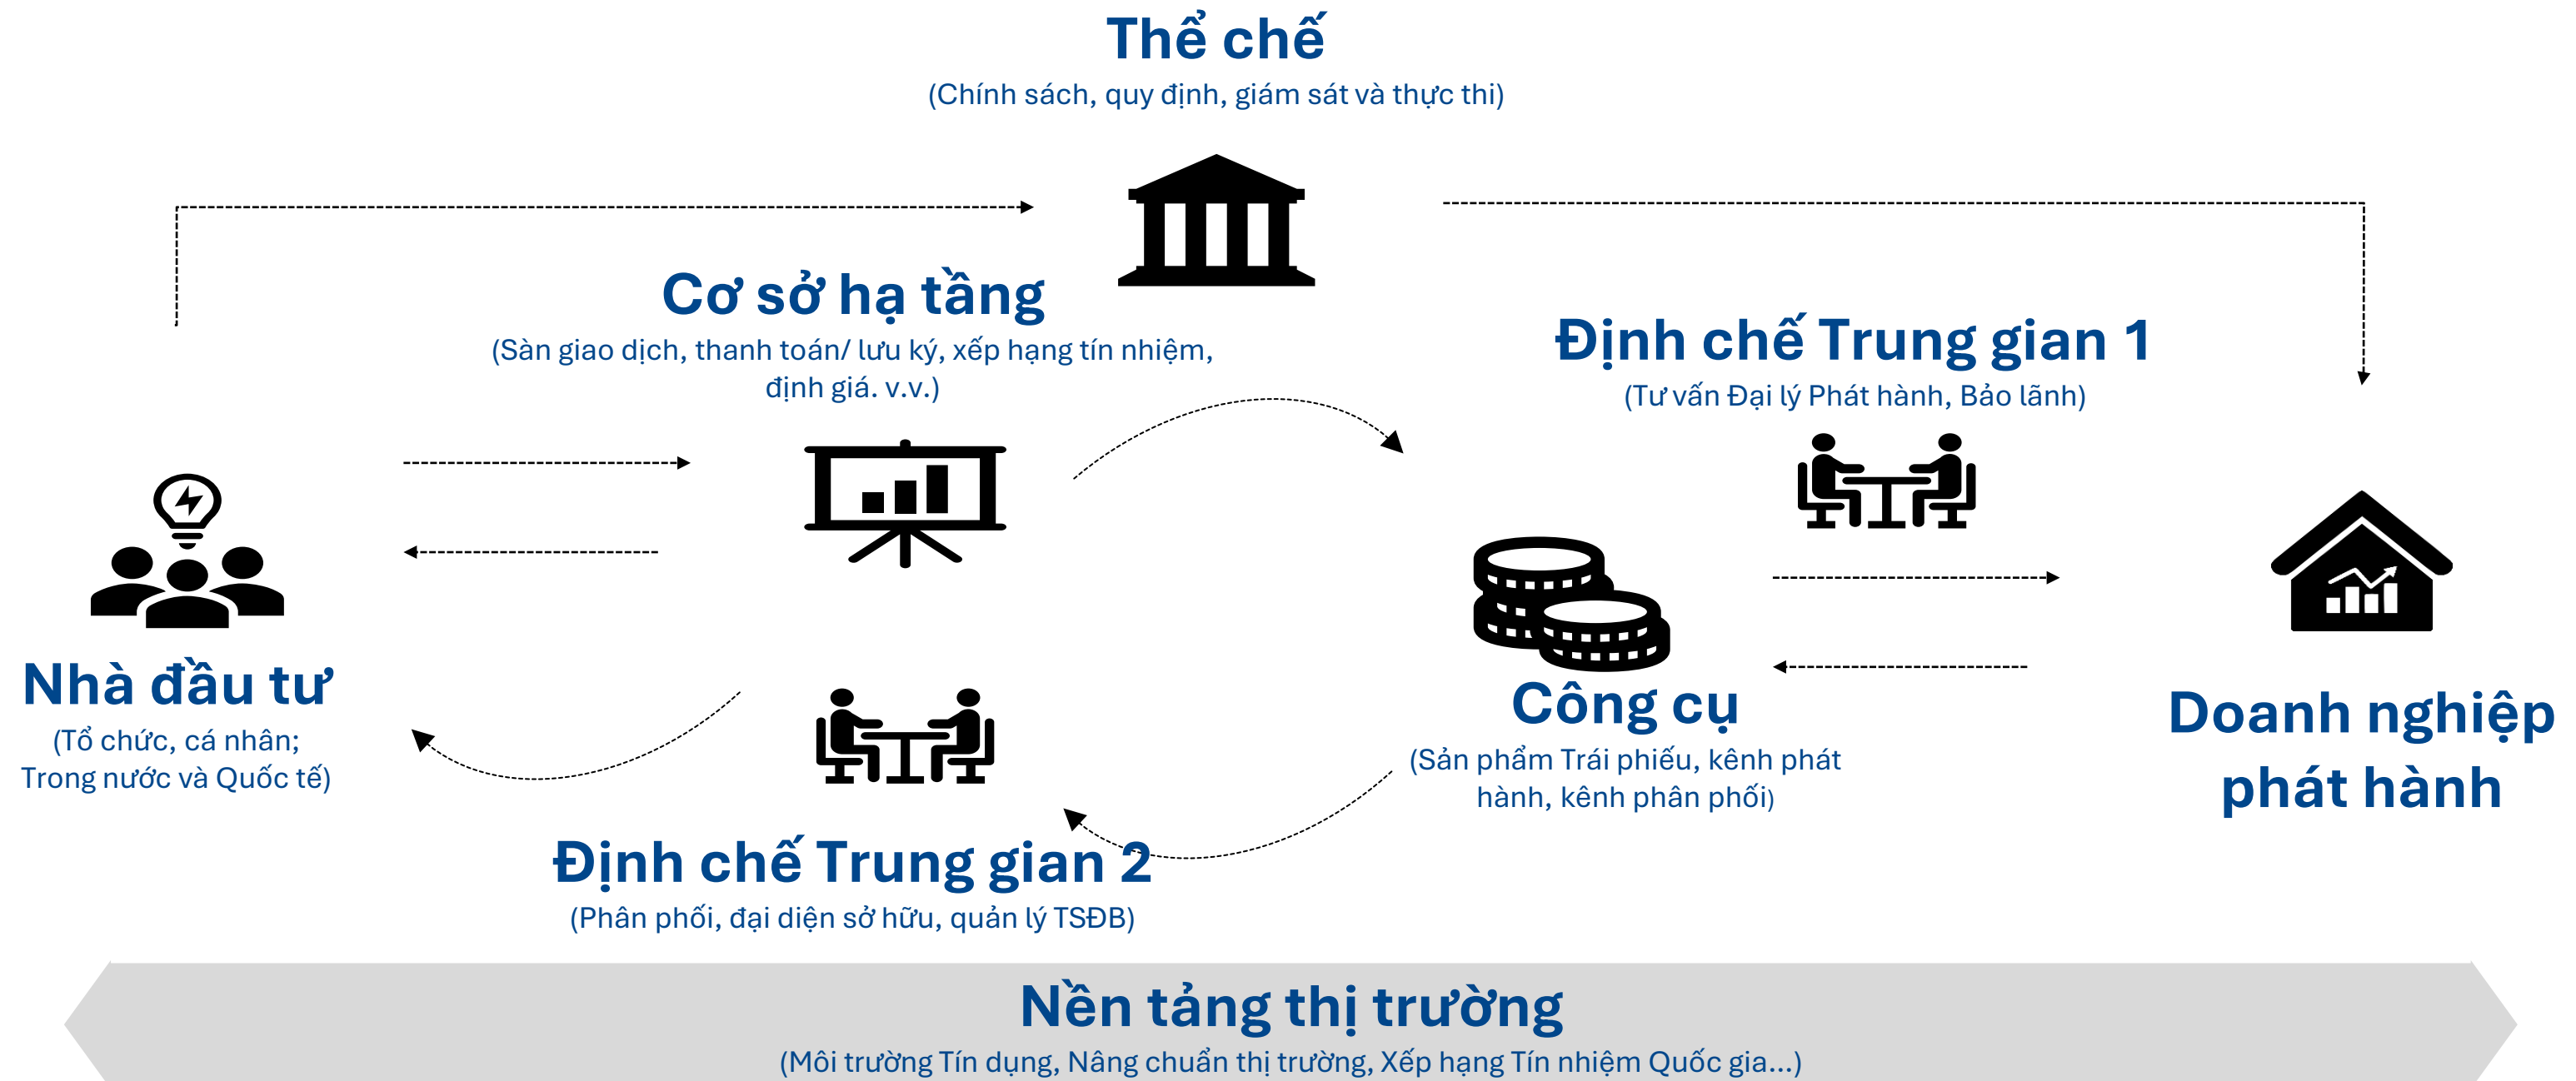 Thể chế
(Chính sách, quy định, giám sát và thực thi)
Cơ sở hạ tầng
(Sàn giao dịch, thanh toán/ lưu ký, xếp hạng tín nhiệm,
định giá. v.v.)
Định chế Trung gian 1
(Tư vấn Đại lý Phát hành, Bảo lãnh)
Nhà đầu tư
(Tổ chức, cá nhân;
Trong nước và Quốc tế)
Công cụ
(Sản phẩm Trái phiếu, kênh phát
hành, kênh phân phối)
Doanh nghiệp
phát hành
Định chế Trung gian 2
(Phân phối, đại diện sở hữu, quản lý TSĐB)
Nền tảng thị trường
(Môi trường Tín dụng, Nâng chuẩn thị trường, Xếp hạng Tín nhiệm Quốc gia...)